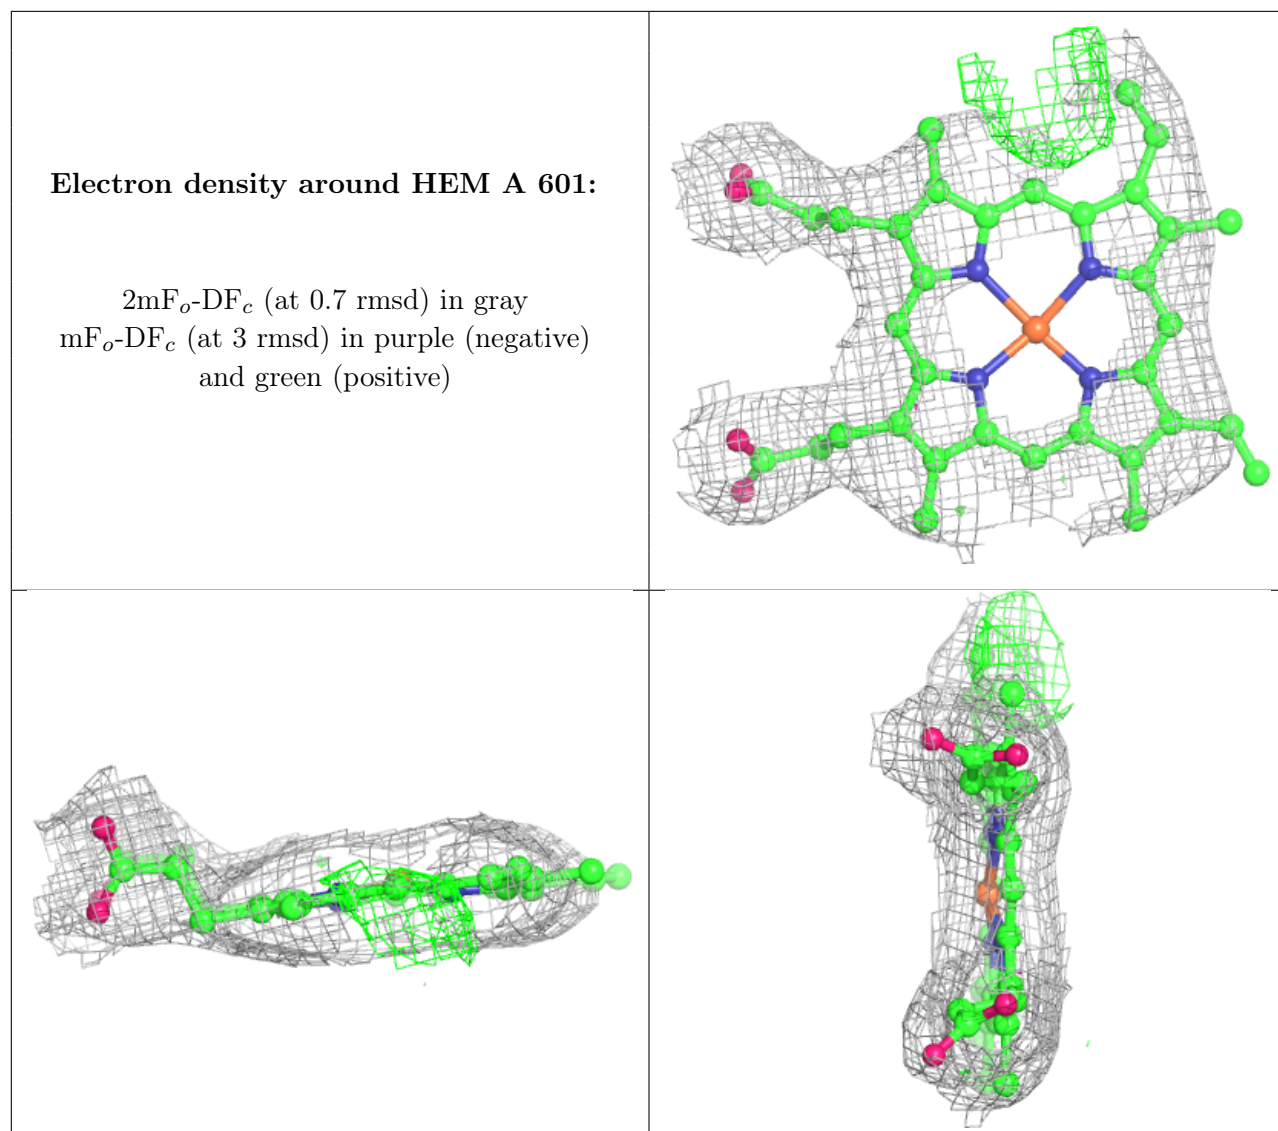 Electron density around HEM A 601:
2mFo-DFc (at 0.7 rmsd) in gray
mFo-DFc (at 3 rmsd) in purple (negative)
and green (positive)